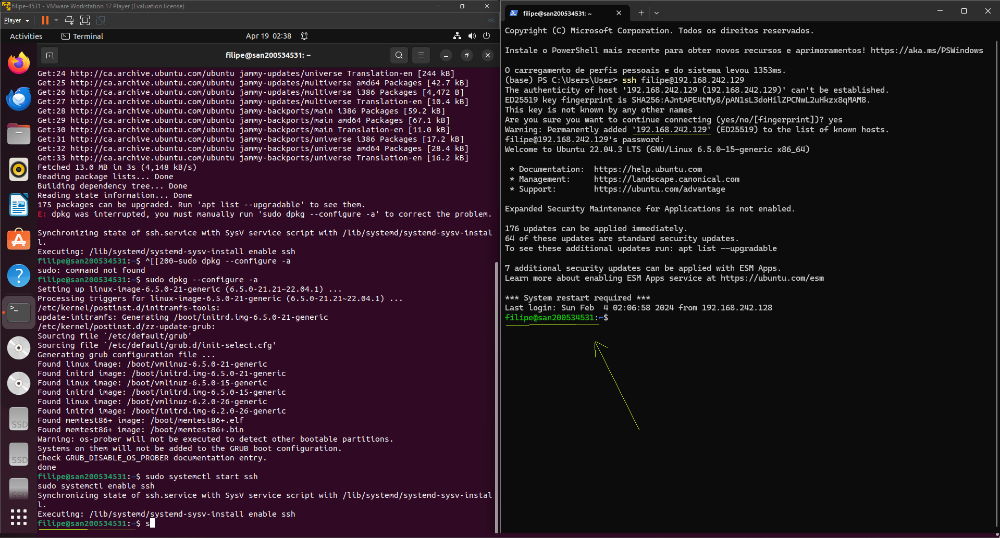 filipe-4531 - VMware Workstation 17 Player (Evaluation license)
Player
Activities
Terminal
Apr 19 02:38
filipe@san200534531: ~
Get:24 http://ca.archive.ubuntu.com/ubuntu jammy-updates/universe Translation-en [244 kB]
Get:25 http://ca.archive.ubuntu.com/ubuntu jammy-updates/multiverse amd64 Packages [42.7 kB]
Get:26 http://ca.archive.ubuntu.com/ubuntu jammy-updates/multiverse i386 Packages [4,472 B]
Get:27 http://ca.archive.ubuntu.com/ubuntu jammy-updates/multiverse Translation-en [10.4 kB]
Get:28 http://ca.archive.ubuntu.com/ubuntu jammy-backports/main i386 Packages [59.2 kB]
Get:29 http://ca.archive.ubuntu.com/ubuntu jammy-backports/main amd64 Packages [67.1 kB]
Get:30 http://ca.archive.ubuntu.com/ubuntu jammy-backports/main Translation-en [11.0 kB]
Get:31 http://ca.archive.ubuntu.com/ubuntu jammy-backports/universe i386 Packages [17.2 kB]
Get:32 http://ca.archive.ubuntu.com/ubuntu jammy-backports/universe amd64 Packages [28.4 kB]
Get:33 http://ca.archive.ubuntu.com/ubuntu jammy-backports/universe Translation-en [16.2 kB]
Fetched 13.0 MB in 3s (4,148 kB/s)
Reading package lists... Done
Building dependency tree... Done
Reading state information... Done
175 packages can be upgraded. Run 'apt list --upgradable' to see them.
E: dpkg was interrupted, you must manually run 'sudo dpkg --configure -a' to correct the problem.
Synchronizing state of ssh.service with SysV service script with /lib/systemd/systemd-sysv-instal
l.
Executing: /lib/systemd/systemd-sysv-install enable ssh
filipe@san200534531:~$ ^[[200~sudo dpkg --configure -a
sudo: command not found
filipe@san200534531:~$ sudo dpkg --configure -a
Setting up linux-image-6.5.0-21-generic (6.5.0-21.21~22.04.1) ...
Processing triggers for linux-image-6.5.0-21-generic (6.5.0-21.21~22.04.1) ...
/etc/kernel/postinst.d/initramfs-tools:
update-initramfs: Generating /boot/initrd.img-6.5.0-21-generic
/etc/kernel/postinst.d/zz-update-grub:
Sourcing file `/etc/default/grub'
Sourcing file `/etc/default/grub.d/init-select.cfg'
Generating grub configuration file ...
Found linux image: /boot/vmlinuz-6.5.0-21-generic
Found initrd image: /boot/initrd.img-6.5.0-21-generic
Found linux image: /boot/vmlinuz-6.5.0-15-generic
Found initrd image: /boot/initrd.img-6.5.0-15-generic
Found linux image: /boot/vmlinuz-6.2.0-26-generic
Found initrd image: /boot/initrd.img-6.2.0-26-generic
Found memtest86+ image: /boot/memtest86+.elf
Found memtest86+ image: /boot/memtest86+.bin
Warning: os-prober will not be executed to detect other bootable partitions.
Systems on them will not be added to the GRUB boot configuration.
Check GRUB_DISABLE_OS_PROBER documentation entry.
done
filipe@san200534531:~$ sudo systemctl start ssh
sudo systemctl enable ssh
Synchronizing state of ssh.service with SysV service script with /lib/systemd/systemd-sysv-instal
l.
Executing: /lib/systemd/systemd-sysv-install enable ssh
filipe@san200534531:~$ s
SSD
SSD
SSD
filipe@san200534531: ~
Copyright (C) Microsoft Corporation. Todos os direitos reservados.
Instale o PowerShell mais recente para obter novos recursos e aprimoramentos! https://aka.ms/PSWindows
O carregamento de perfis pessoais e do sistema levou 1353ms.
(base) PS C:\Users\User> ssh filipe@192.168.242.129
The authenticity of host '192.168.242.129 (192.168.242.129)' can't be established.
ED25519 key fingerprint is SHA256:AJntAPE4tMy8/pAN1sL3doHilZPCNwL2uHkzx8qMAM8.
This key is not known by any other names
Are you sure you want to continue connecting (yes/no/[fingerprint])? yes
Warning: Permanently added '192.168.242.129' (ED25519) to the list of known hosts.
filipe@192.168.242.129's password:
Welcome to Ubuntu 22.04.3 LTS (GNU/Linux 6.5.0-15-generic x86_64)
* Documentation: https://help.ubuntu.com
* Management: https://landscape.canonical.com
* Support: https://ubuntu.com/advantage
Expanded Security Maintenance for Applications is not enabled.
176 updates can be applied immediately.
64 of these updates are standard security updates.
To see these additional updates run: apt list --upgradable
7 additional security updates can be applied with ESM Apps.
Learn more about enabling ESM Apps service at https://ubuntu.com/esm
*** System restart required ***
Last login: Sun Feb  4 02:06:58 2024 from 192.168.242.128
filipe@san200534531:~$